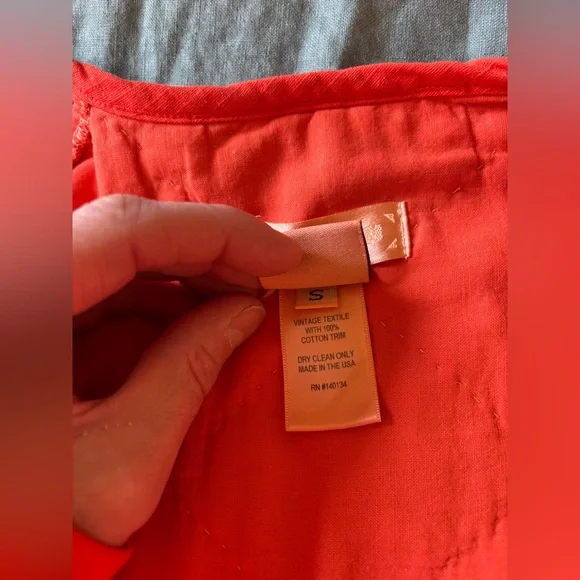 S
VINTAGE TEXTILE
WITH 100%
COTTON TRIM
DRY CLEAN ONLY
MADE IN THE USA
RN #140134